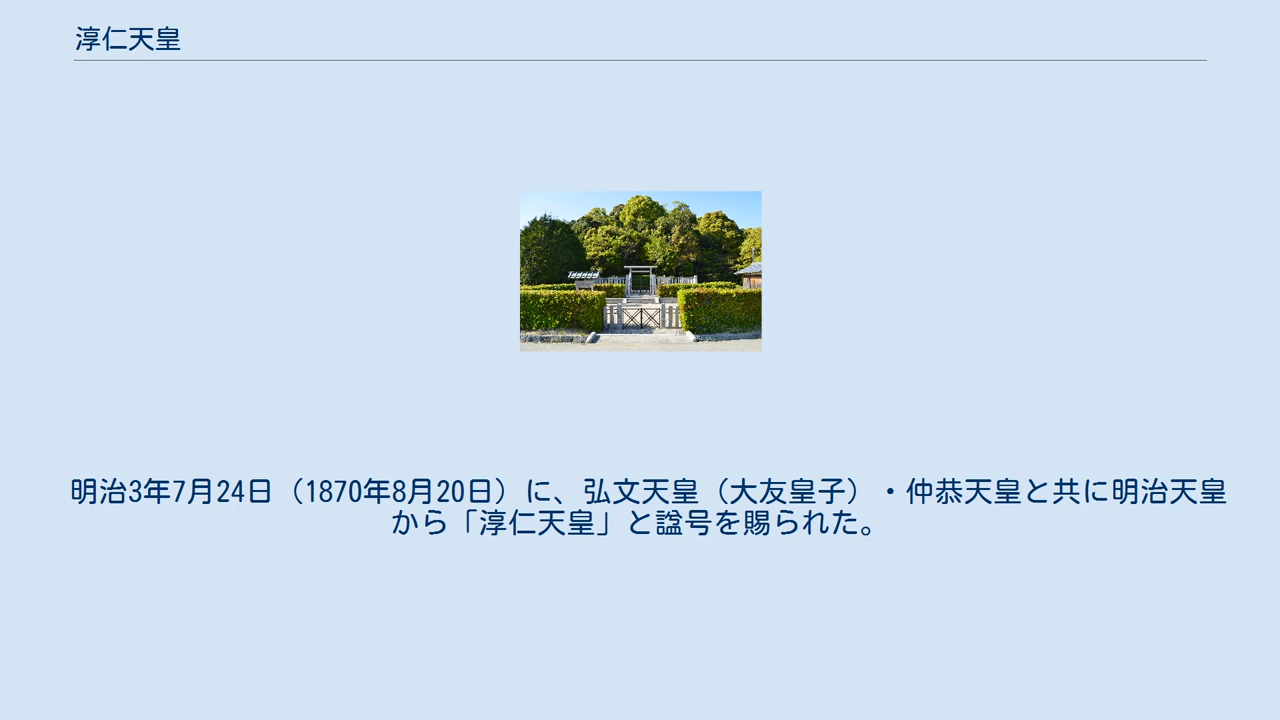 淳仁天皇
明治3年7月24日（1870年8月20日）に、弘文天皇（大友皇子）・仲恭天皇と共に明治天皇
から「淳仁天皇」と諡号を賜られた。